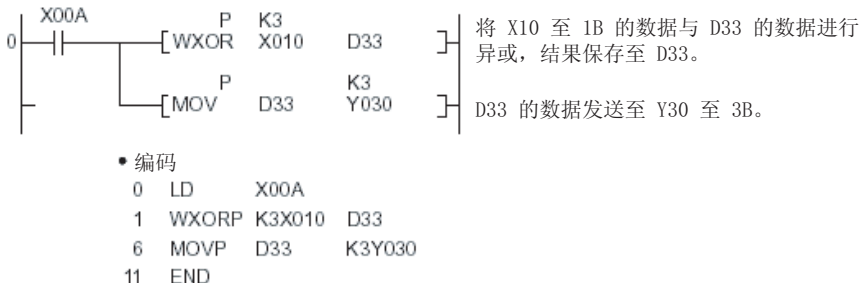 X00A P K3
0 WXOR X010 D33
将 X10 至 1B 的数据与 D33 的数据进行
异或，结果保存至 D33。
P K3
MOV D33 Y030
D33 的数据发送至 Y30 至 3B。
• 编码
0 LD X00A
1 WXORP K3X010 D33
6 MOVP D33 K3Y030
11 END